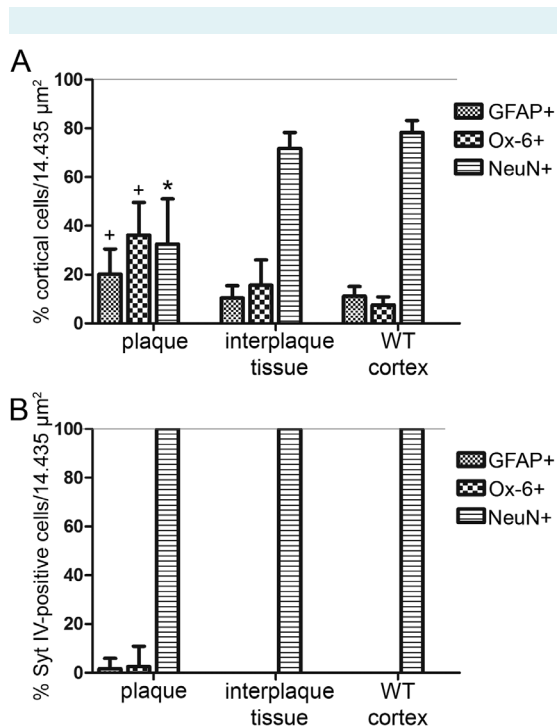 A
% cortical cells/14.435 µm²
100
80
60
40
20
0
+
+
*
plaque
interplaque
tissue
WT
cortex
GFAP+
Ox-6+
NeuN+
B
% Syt IV-positive cells/14.435 µm²
100
80
60
40
20
0
plaque
interplaque
tissue
WT
cortex
GFAP+
Ox-6+
NeuN+